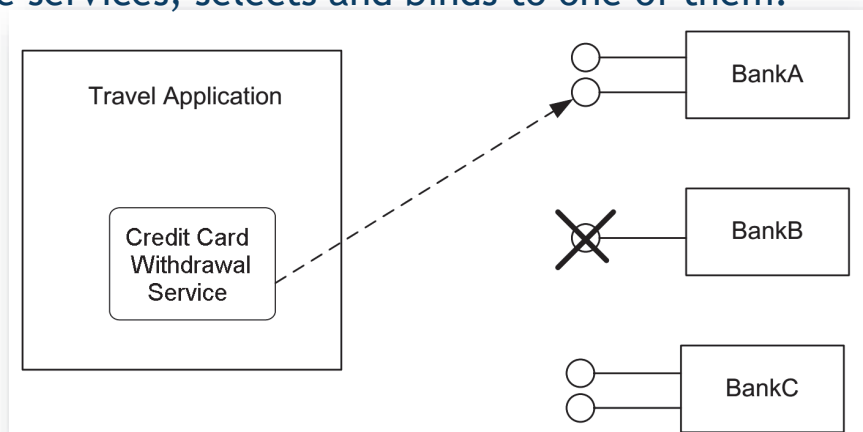 services, selects and binds to one of them.
Travel Application
BankA
Credit Card
Withdrawal
Service
BankB
BankC